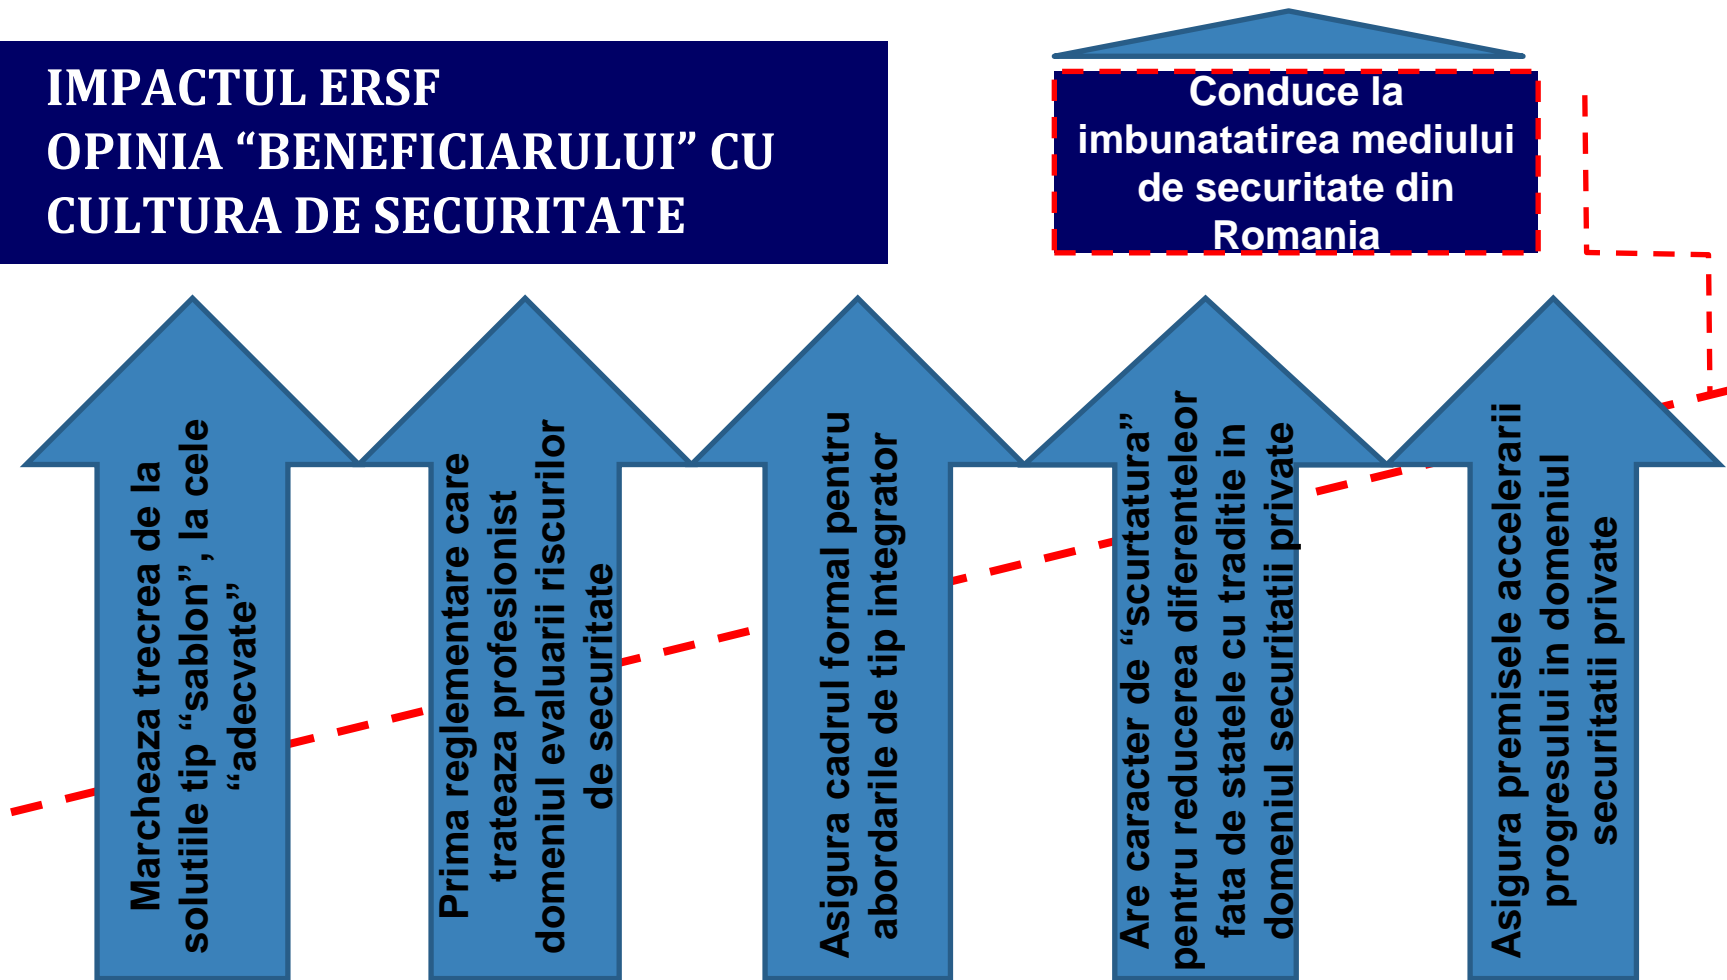 IMPACTUL ERSF
OPINIA “BENEFICIARULUI” CU
CULTURA DE SECURITATE
Conduce la
imbunatatirea mediului
de securitate din
Romania
Marcheaza trecrea de la
solutiile tip “sablon”, la cele
“adecvate”
Prima reglementare care
trateaza profesionist
domeniul evaluarii riscurilor
de securitate
Asigura cadrul formal pentru
abordarile de tip integrator
Are caracter de “scurtatura”
pentru reducerea diferentelor
fata de statele cu traditie in
domeniul securitatii private
Asigura premisele accelerarii
progresului in domeniul
securitatii private